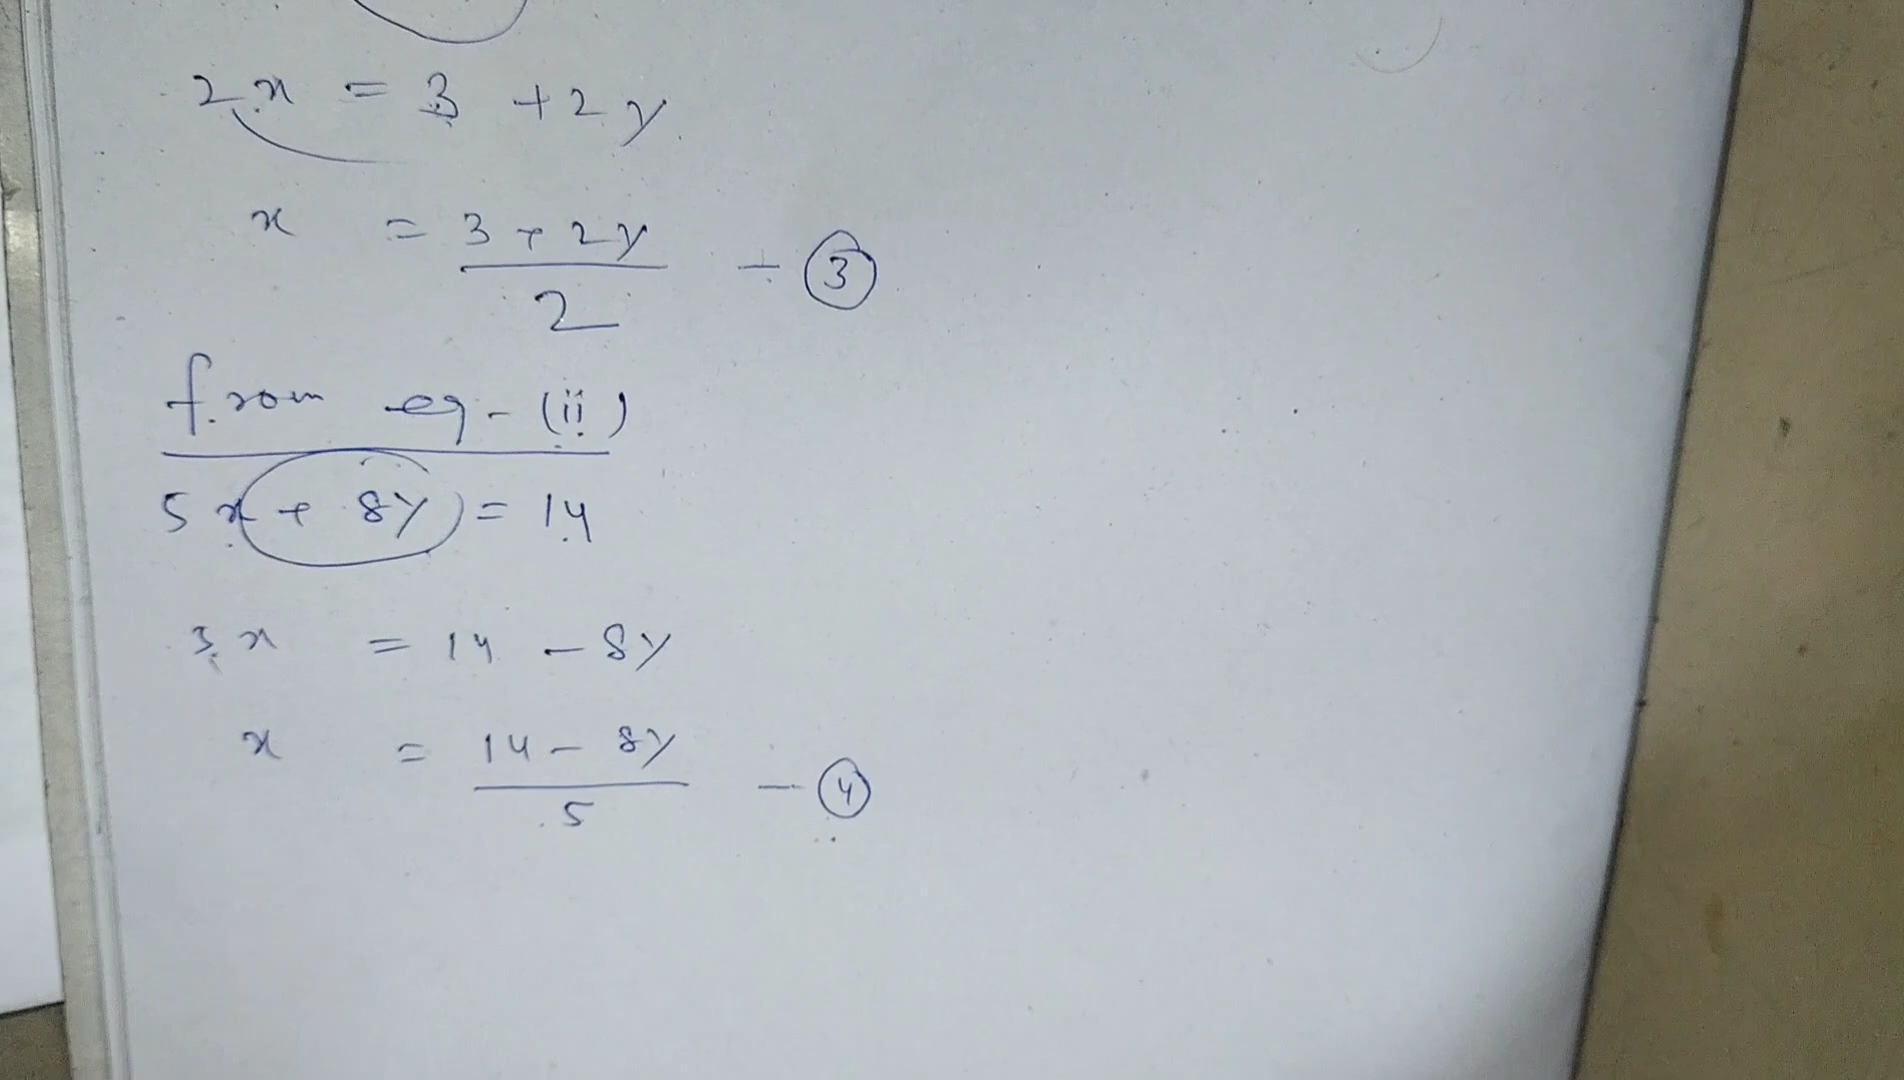 2x = 3 + 2y
x = 3 + 2y
2
- 3
from eq - (ii)
5x + 8y = 14
5x = 14 - 8y
x = 14 - 8y
5
- 4